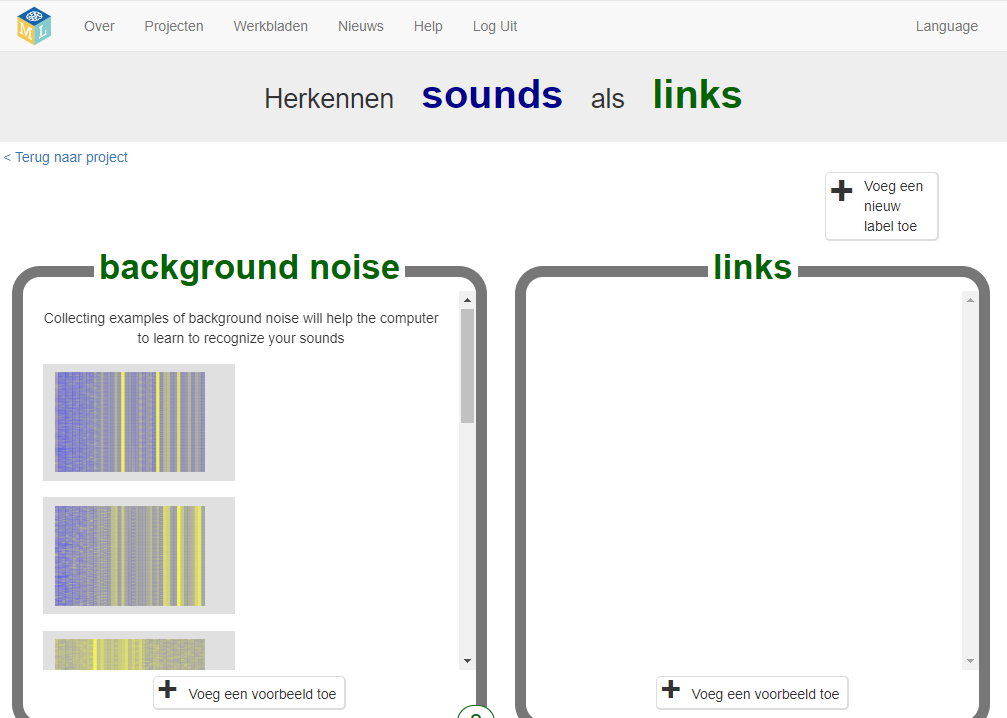 ML
Over Projecten Werkbladen Nieuws Help Log Uit Language
Herkennen sounds als links
< Terug naar project
Voeg een
nieuw
label toe
background noise
Collecting examples of background noise will help the computer
to learn to recognize your sounds
Voeg een voorbeeld toe
links
Voeg een voorbeeld toe